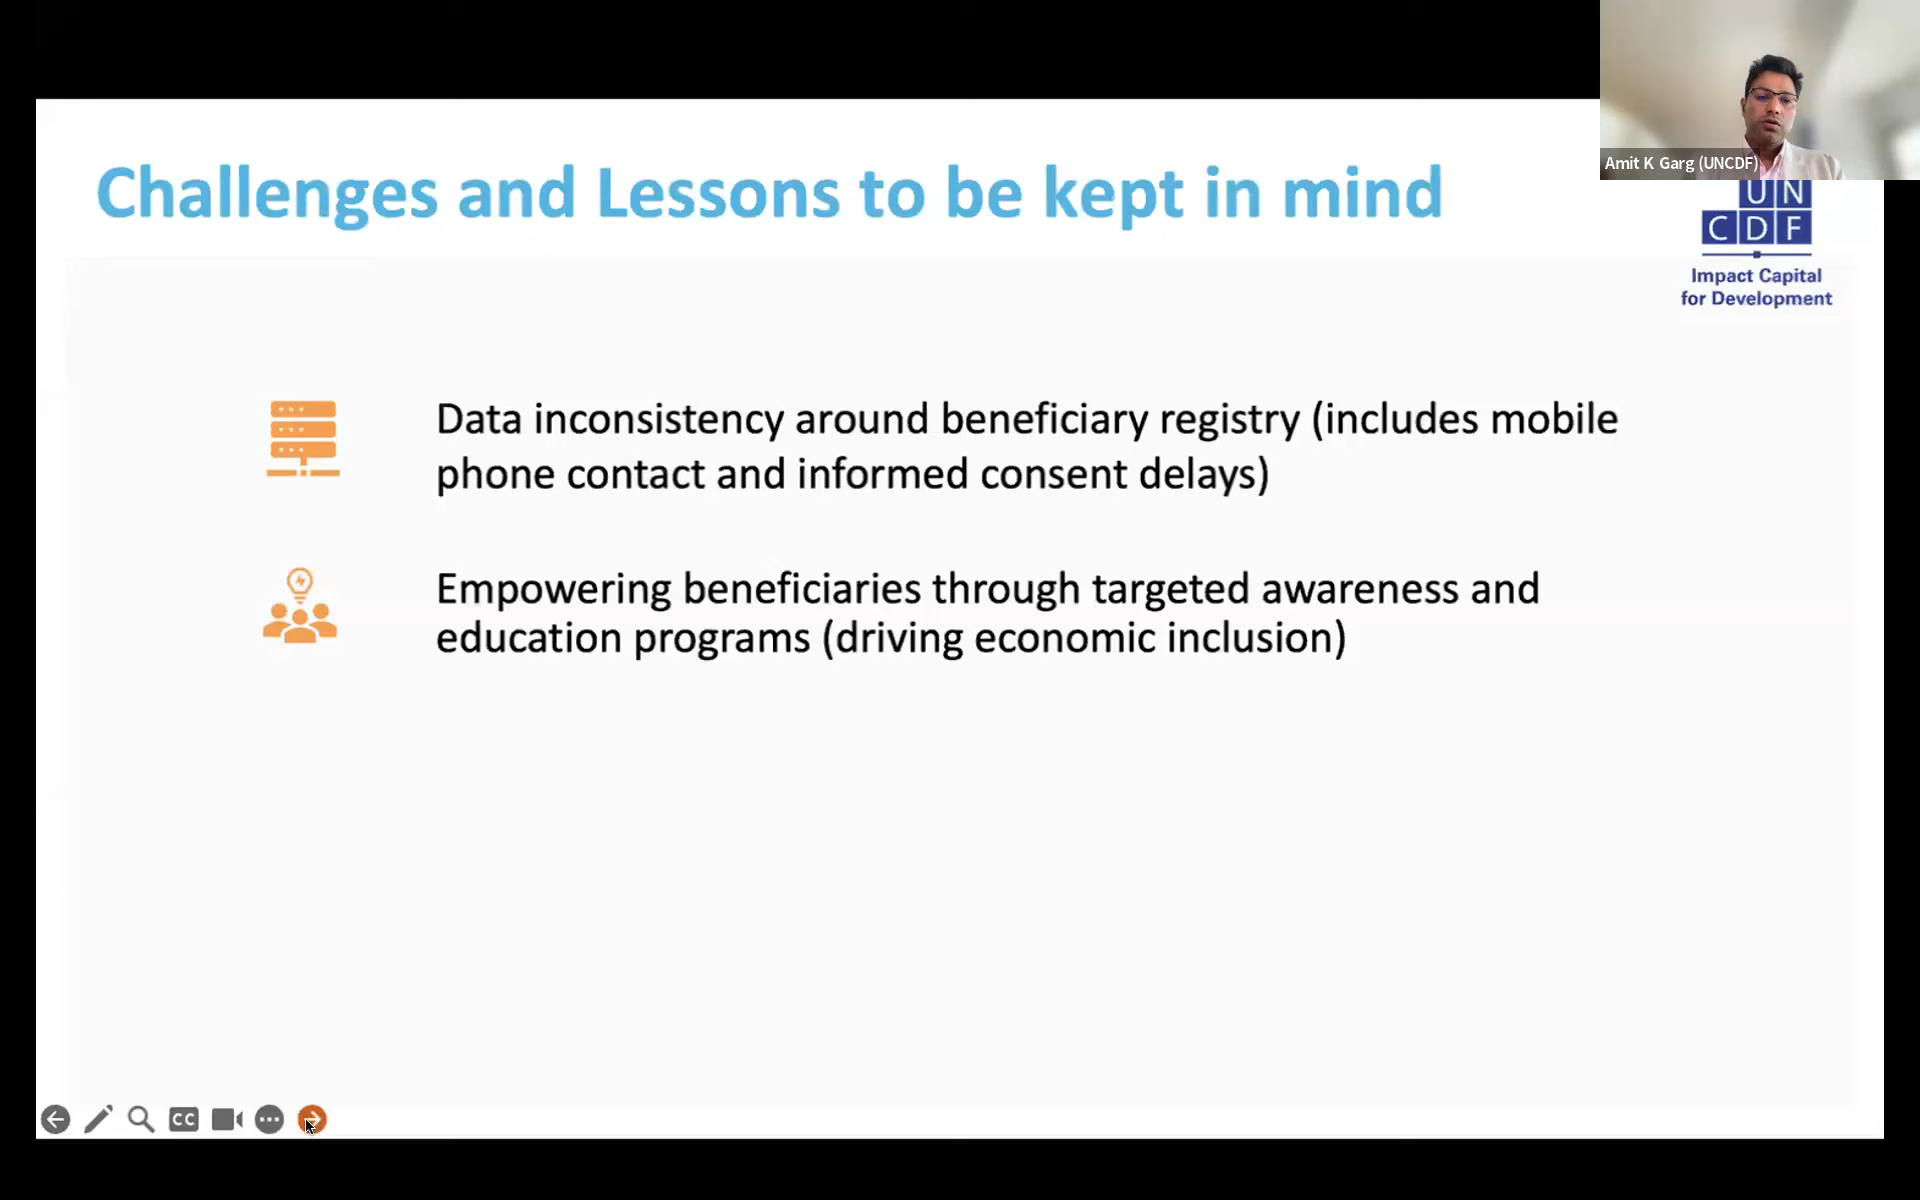 Amit K Garg (UNCDF)
Challenges and Lessons to be kept in mind
UN
CDF
Impact Capital
for Development
Data inconsistency around beneficiary registry (includes mobile
phone contact and informed consent delays)
Empowering beneficiaries through targeted awareness and
education programs (driving economic inclusion)
CC